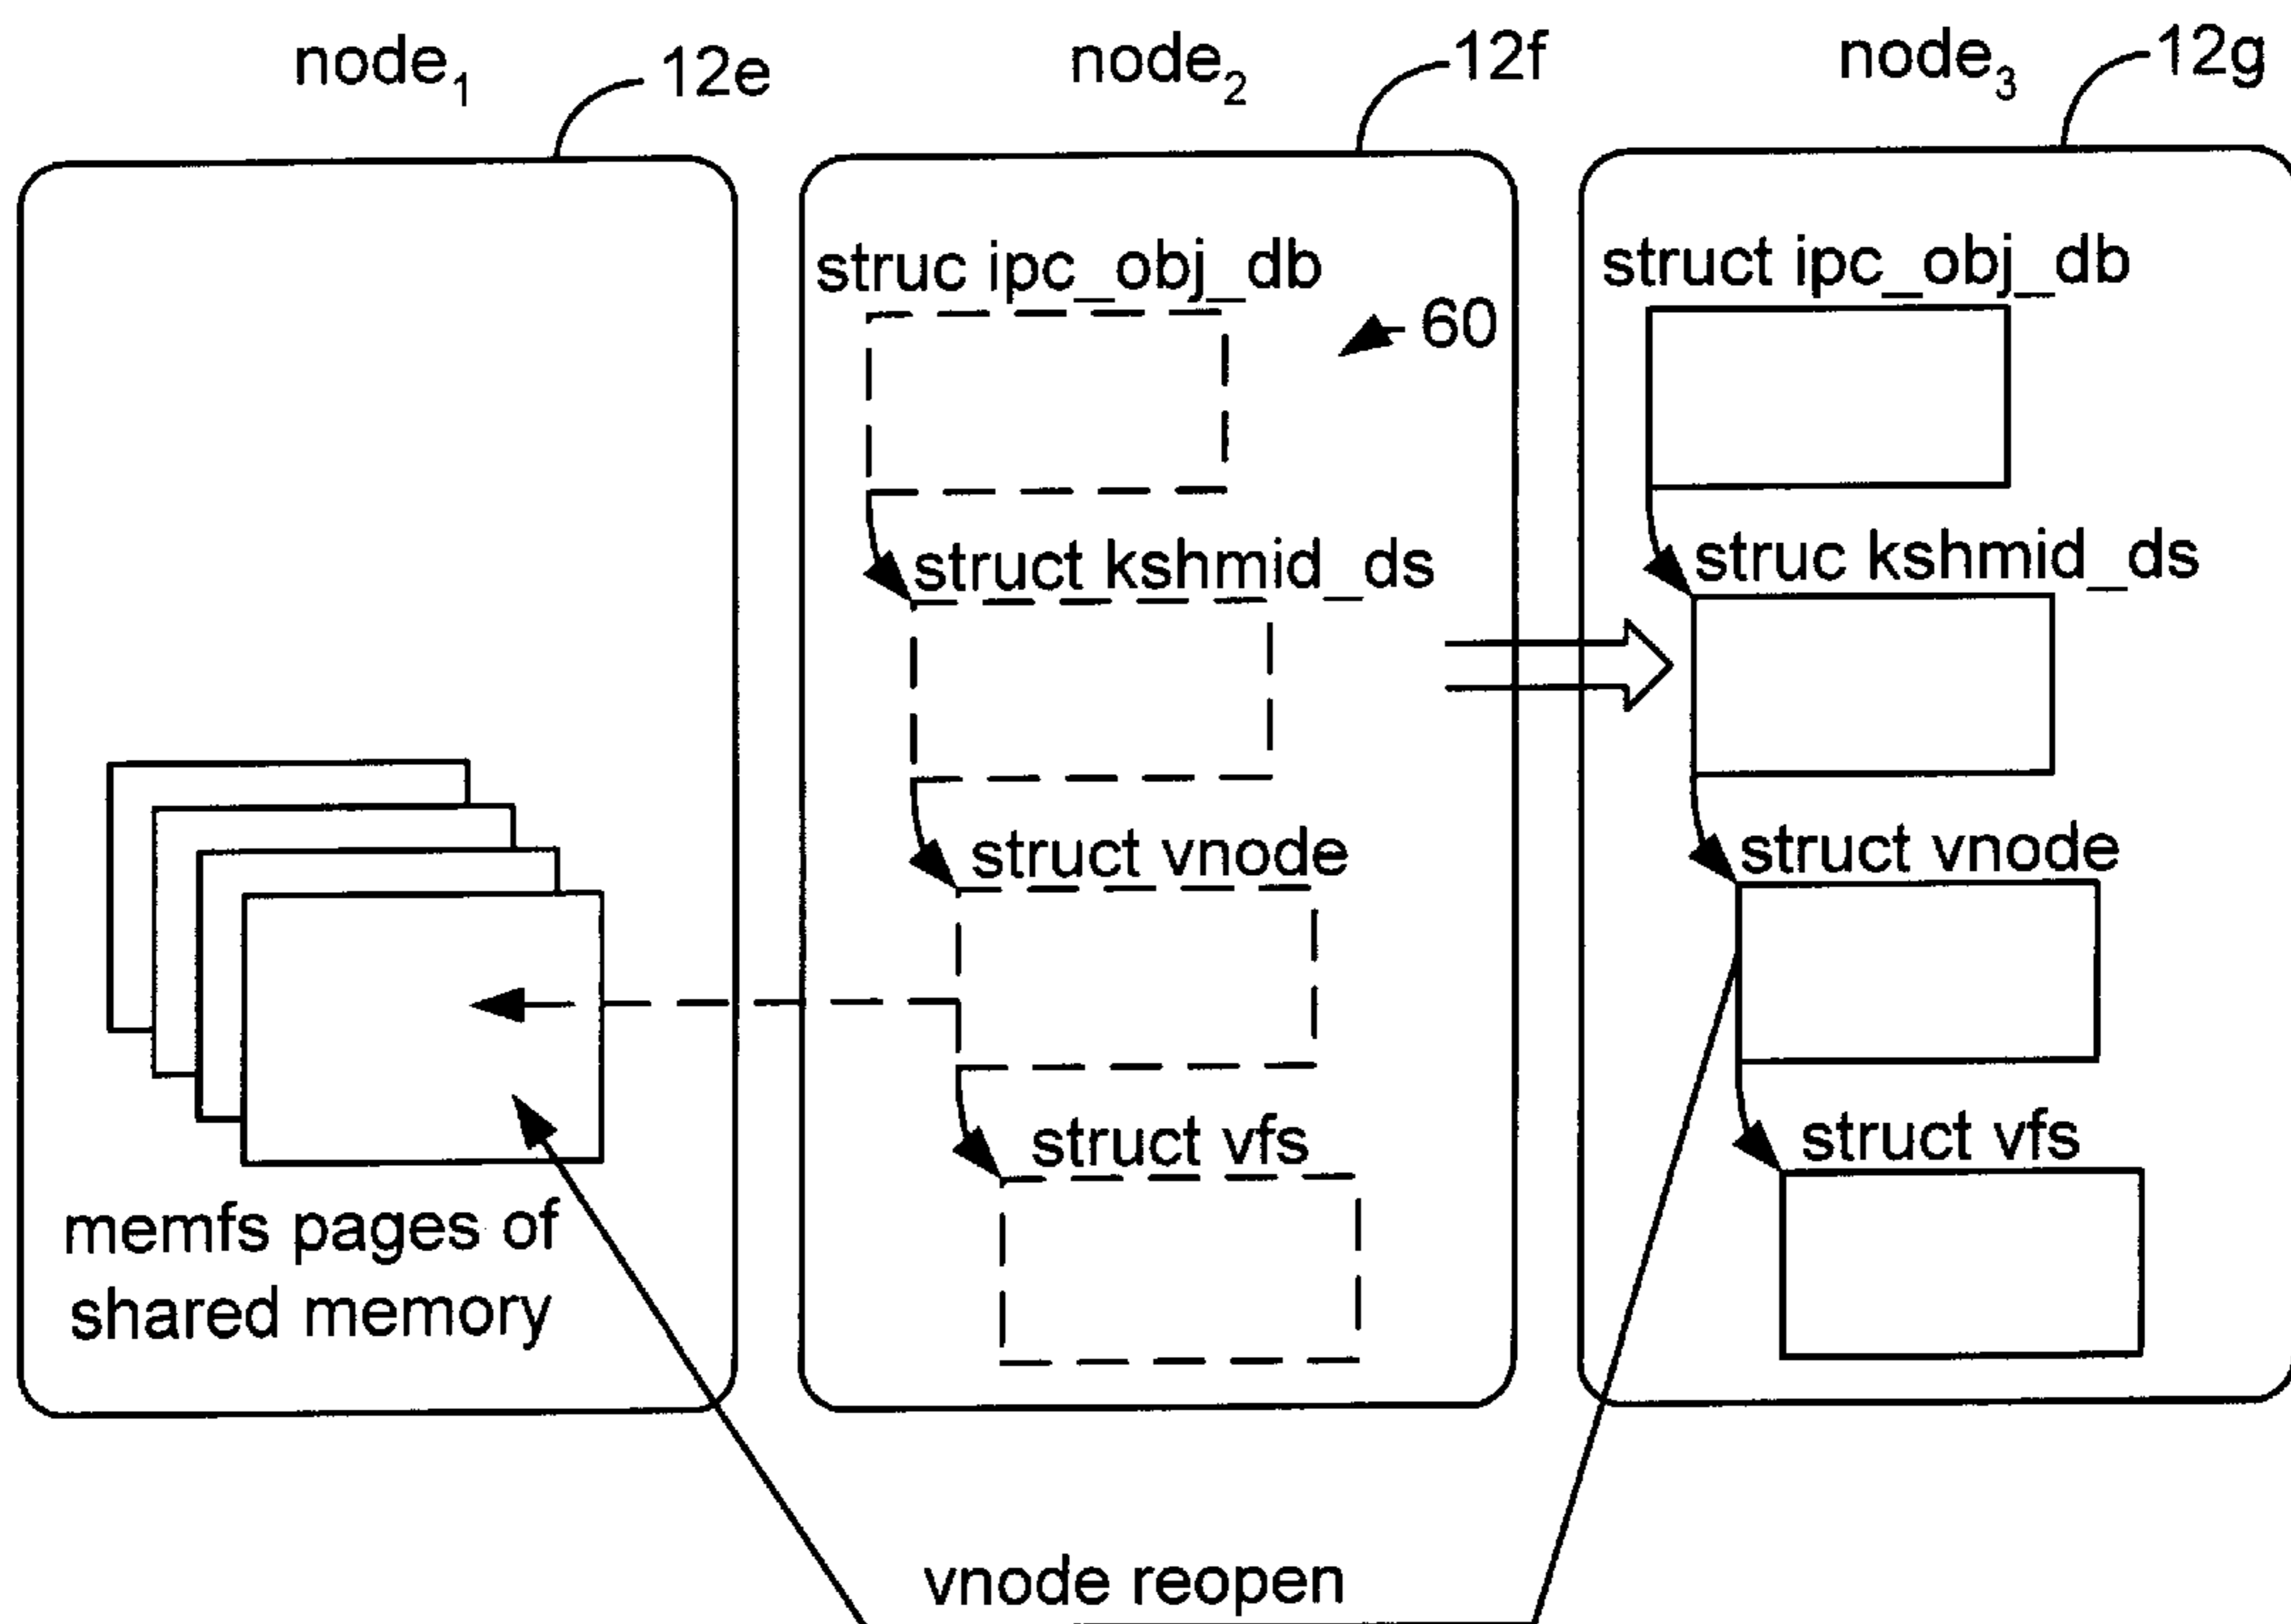 node1
12e
node2
12f
node3
12g
struc ipc_obj_db
60
struct kshmid_ds
struct vnode
struct vfs
struct ipc_obj_db
struc kshmid_ds
struct vnode
struct vfs
memfs pages of
shared memory
vnode reopen